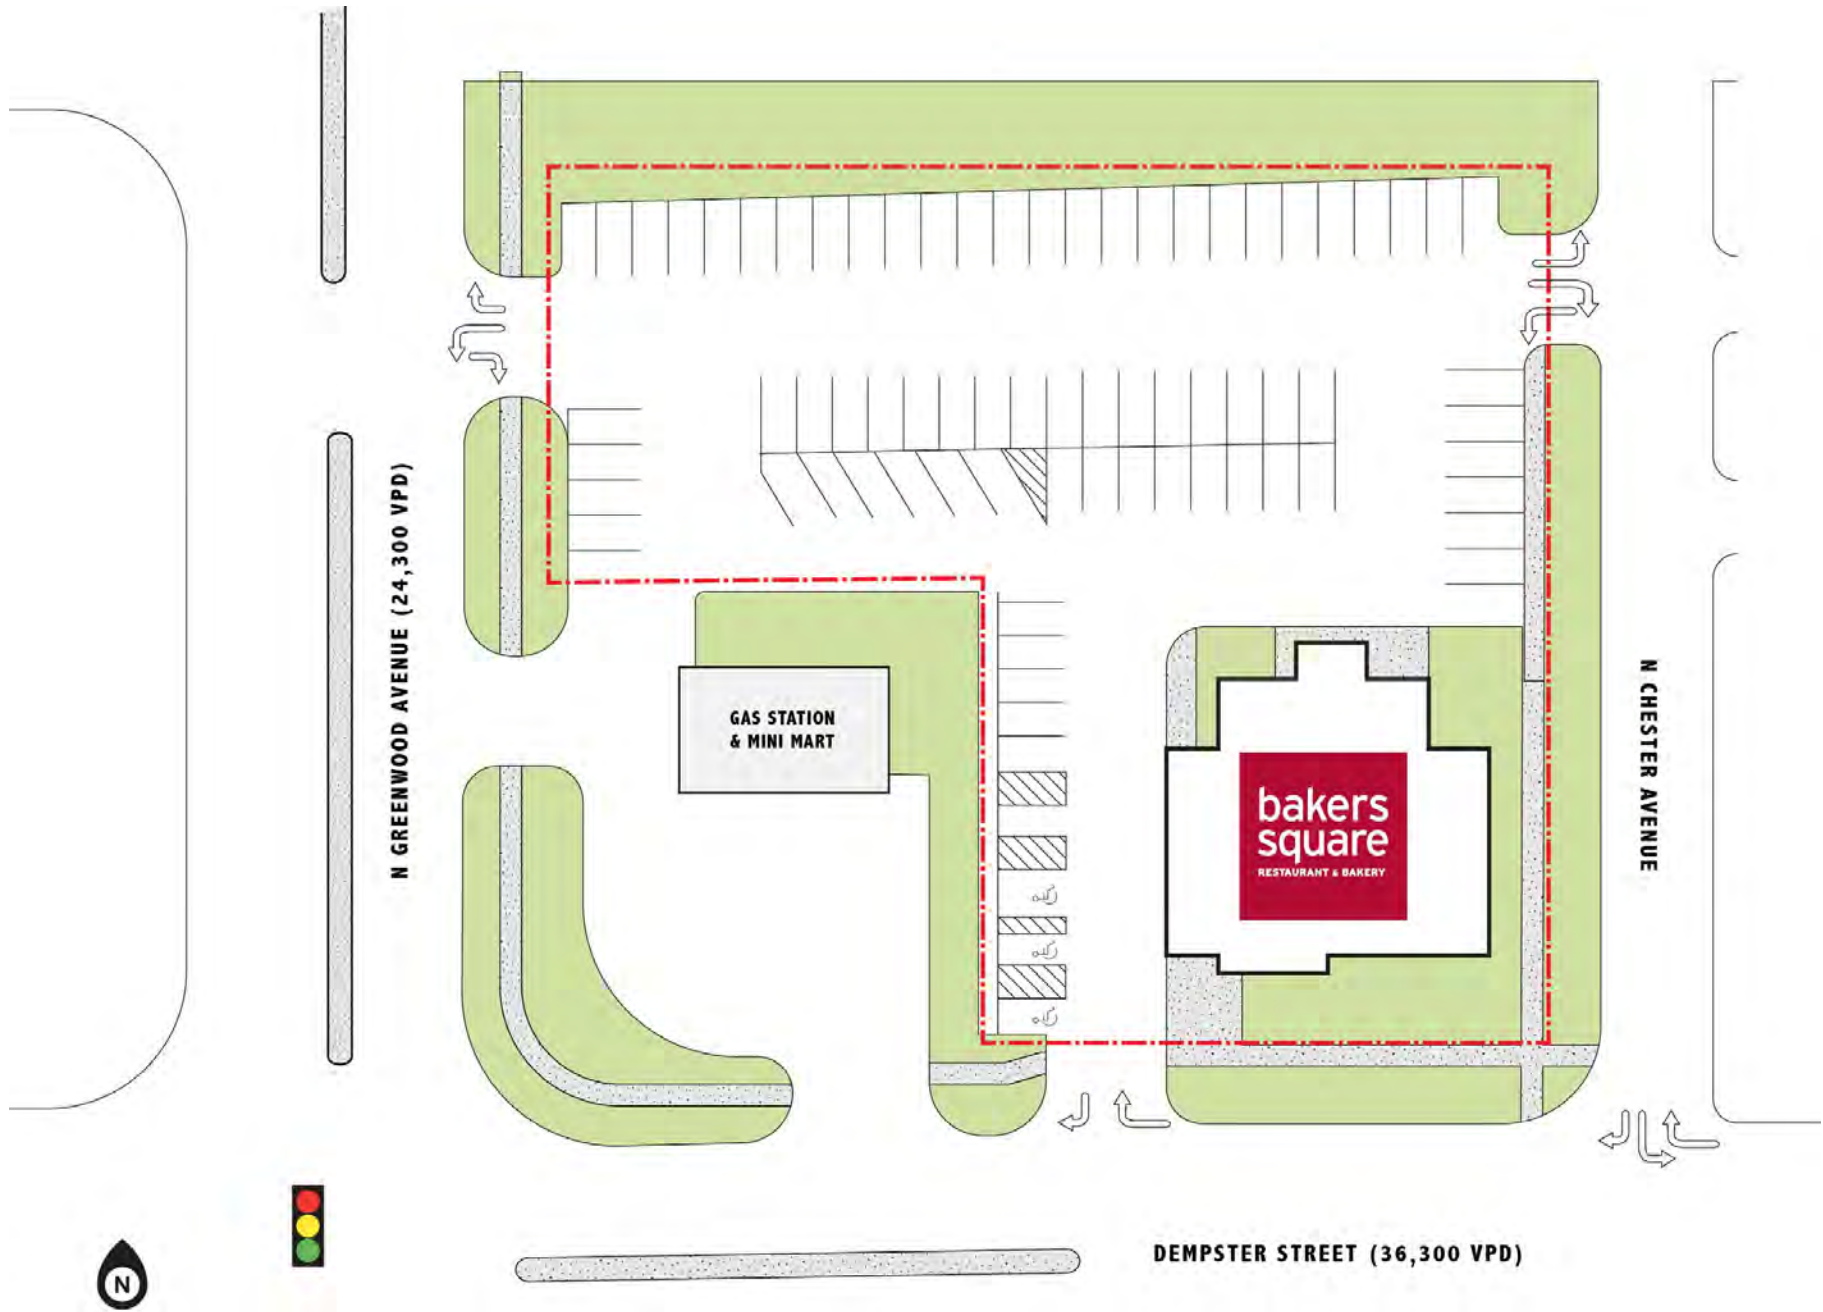 N GREENWOOD AVENUE (24,300 VPD)
GAS STATION
& MINI MART
bakers
square
RESTAURANT & BAKERY
N CHESTER AVENUE
DEMPSTER STREET (36,300 VPD)
N